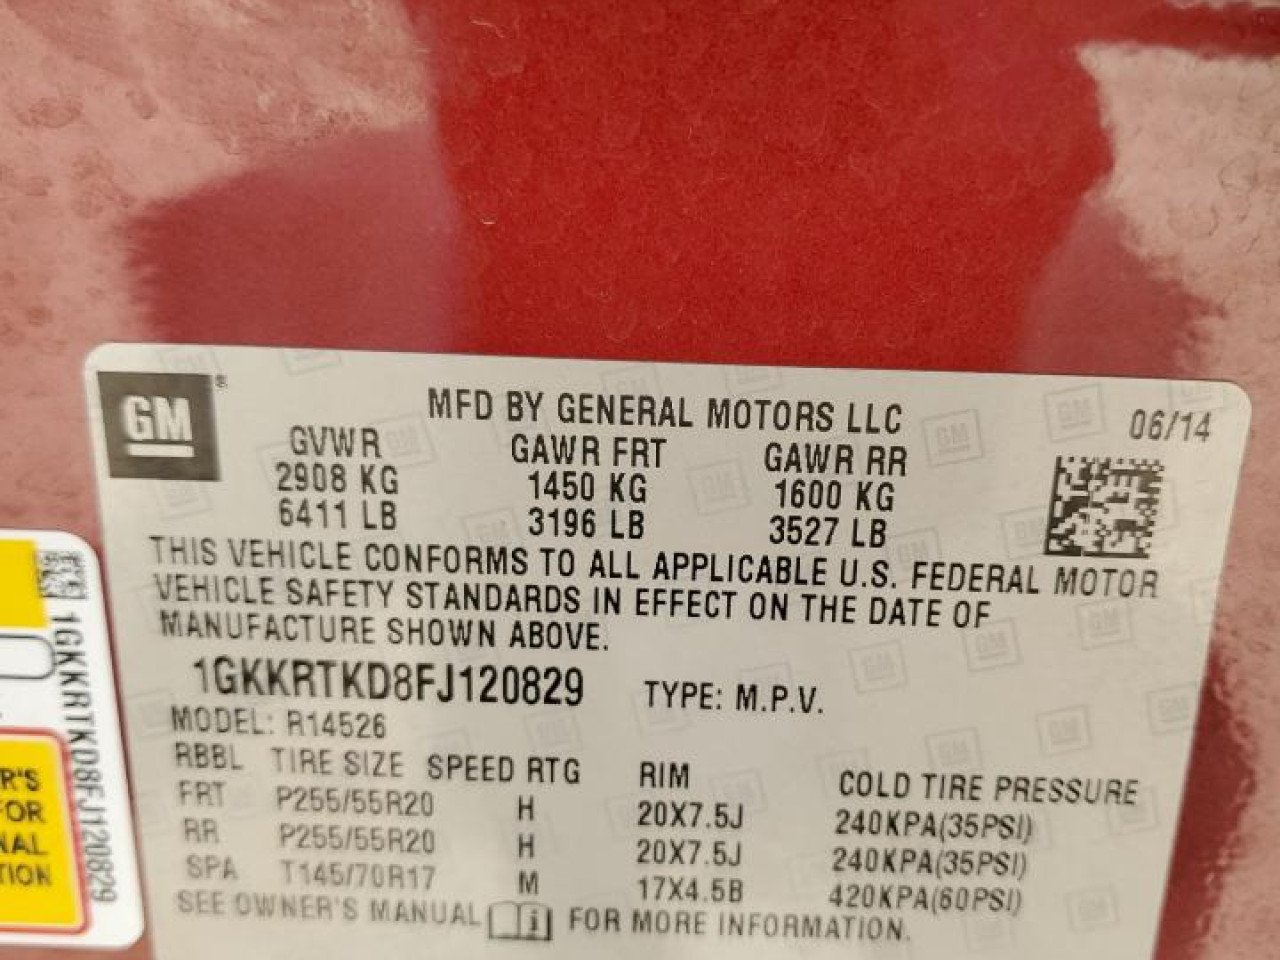 GM ®
MFD BY GENERAL MOTORS LLC 06/14
GVWR GAWR FRT GAWR RR
2908 KG 1450 KG 1600 KG
6411 LB 3196 LB 3527 LB
THIS VEHICLE CONFORMS TO ALL APPLICABLE U.S. FEDERAL MOTOR
VEHICLE SAFETY STANDARDS IN EFFECT ON THE DATE OF
MANUFACTURE SHOWN ABOVE.
1GKKRTKD8FJ120829 TYPE: M.P.V.
MODEL: R14526
RBBL TIRE SIZE SPEED RTG RIM COLD TIRE PRESSURE
FRT P255/55R20 H 20X7.5J 240KPA(35PSI)
RR P255/55R20 H 20X7.5J 240KPA(35PSI)
SPA T145/70R17 M 17X4.5B 420KPA(60PSI)
SEE OWNER'S MANUAL i FOR MORE INFORMATION.
1GKKRTKD8FJ120829
R'S
FOR
NAL
TION